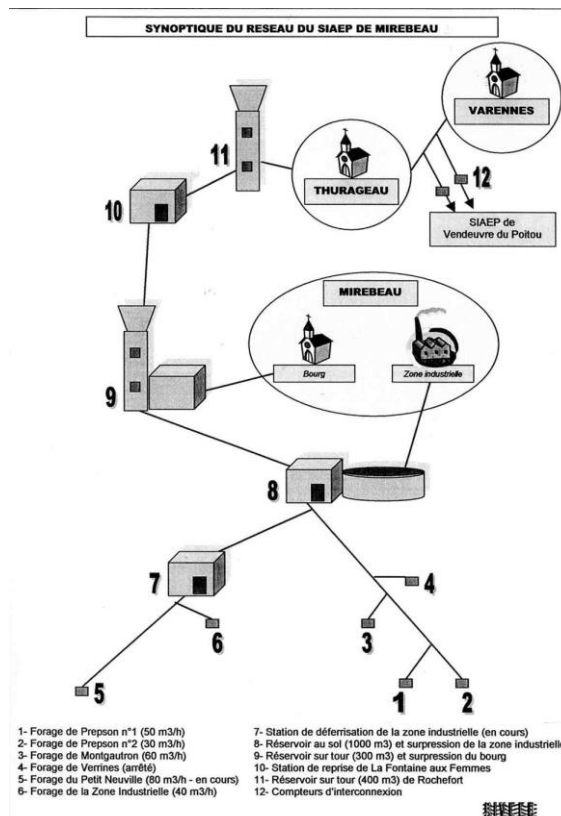 SYNOPTIQUE DU RESEAU DU SIAEP DE MIREBEAU
VARENNES
11
THURAGEAU
12
10
SIAEP de
Vendeuvre du Poitou
MIREBEAU
Bourg
Zone industrielle
9
8
7
4
6
3
5
1
2
1- Forage de Prepson n°1 (50 m3/h)
2- Forage de Prepson n°2 (30 m3/h)
3- Forage de Montgautron (60 m3/h)
4- Forage de Verrines (arrêté)
5- Forage du Petit Neuville (80 m3/h - en cours)
6- Forage de la Zone Industrielle (40 m3/h)
7- Station de déferrisation de la zone industrielle (en cours)
8- Réservoir au sol (1000 m3) et surpression de la zone industrielle
9- Réservoir sur tour (300 m3) et surpression du bourg
10- Station de reprise de La Fontaine aux Femmes
11- Réservoir sur tour (400 m3) de Rochefort
12- Compteurs d'interconnexion